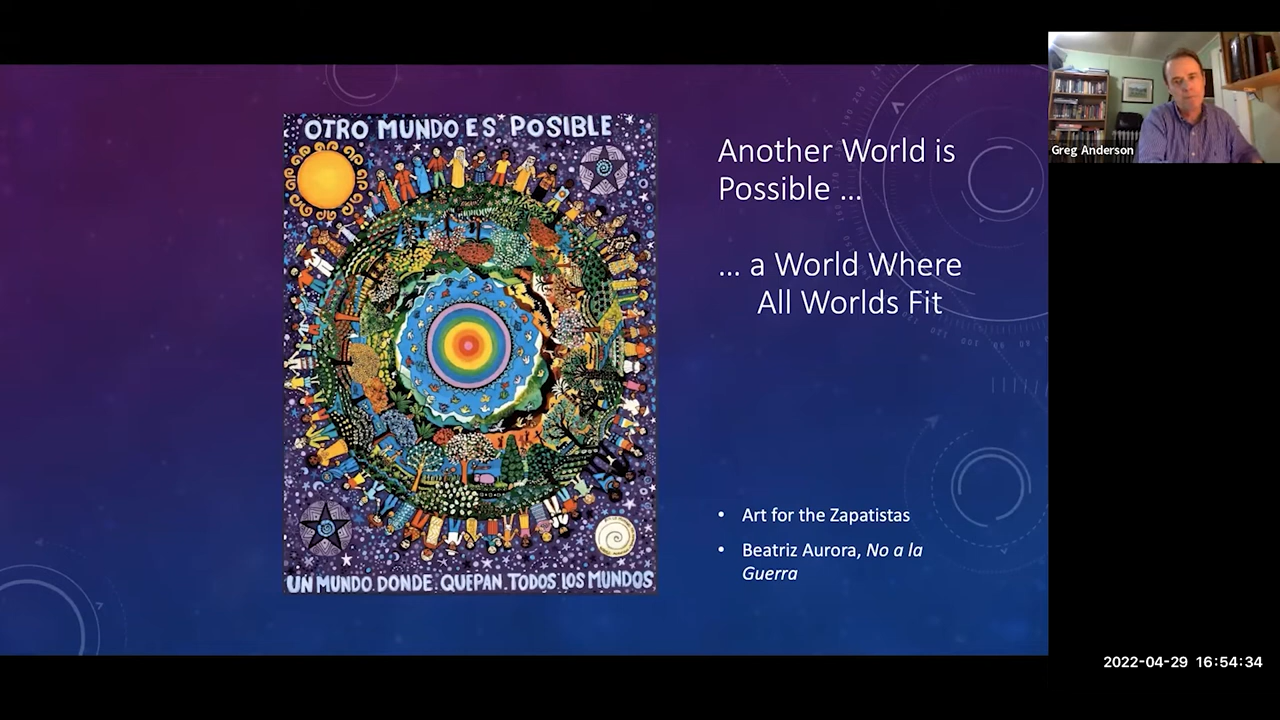 OTRO MUNDO ES POSIBLE
UN MUNDO.DONDE.QUEPAN.TODOS.LOS MUNDOS
Another World is
Possible ...
... a World Where
All Worlds Fit
• Art for the Zapatistas
• Beatriz Aurora, No a la
Guerra
Greg Anderson
2022-04-29 16:54:34